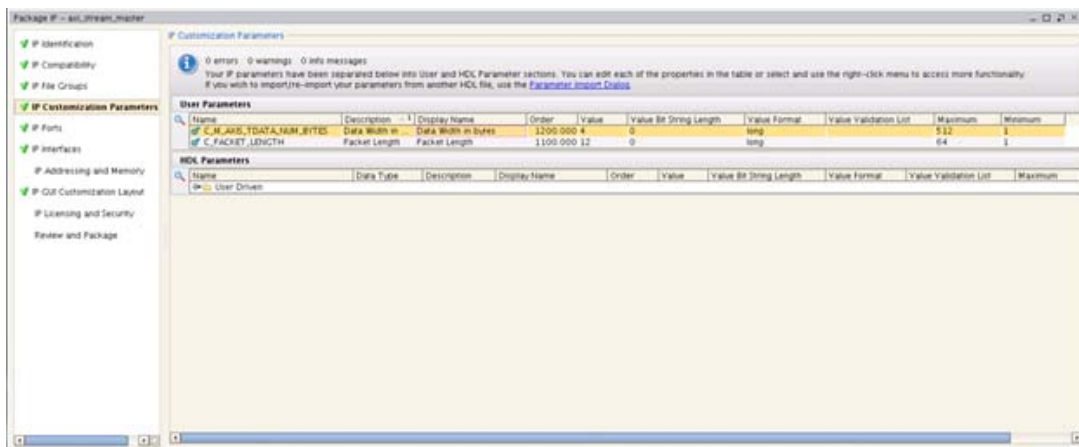 Package IP - axi_stream_master
IP Identification
IP Compatibility
IP File Groups
IP Customization Parameters
IP Ports
IP Interfaces
IP Addressing and Memory
IP GUI Customization Layout
IP Licensing and Security
Review and Package
IP Customization Parameters
0 errors 0 warnings 0 info messages
Your IP parameters have been separated below into User and HDL Parameter sections. You can edit each of the properties in the table or select and use the right-click menu to access more functionality.
If you wish to import/re-import your parameters from another HDL file, use the Parameter Import Dialog.
User Parameters
Name Description 1 Display Name Order Value Value Bit String Length Value Format Value Validation List Maximum Minimum
C_M_AXIS_TDATA_NUM_BYTES Data Width in ... Data Width in bytes 1200.000 4 0 long 512 1
C_PACKET_LENGTH Packet Length Packet Length 1100.000 12 0 long 64 1
HDL Parameters
Name Data Type Description Display Name Order Value Value Bit String Length Value Format Value Validation List Maximum
User Driven